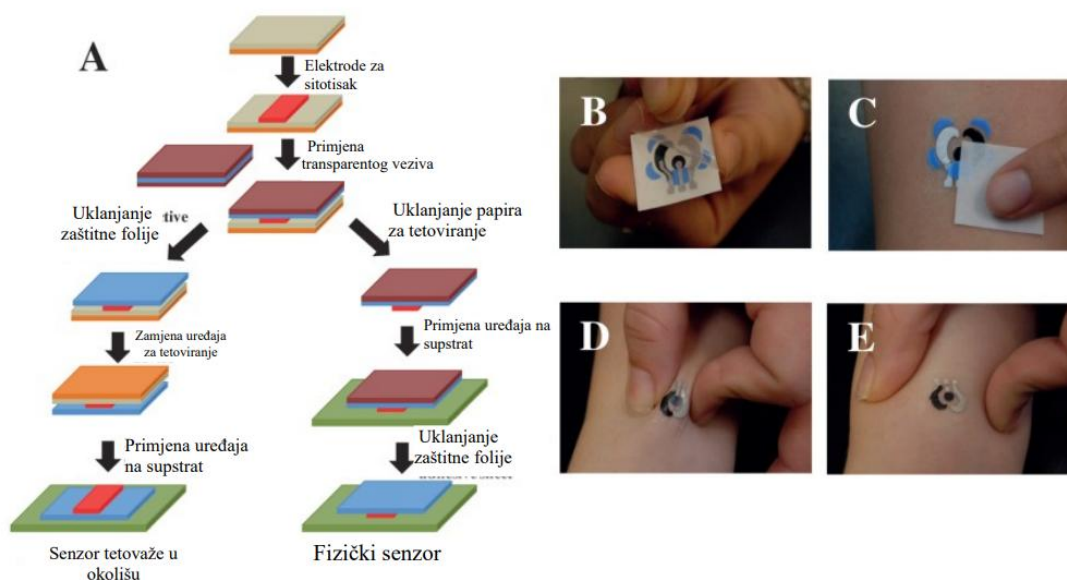 A
Elektrode za
sitotisak
Primjena
transparentog veziva
Uklanjanje
zaštitne folije
tive
Uklanjanje papira
za tetoviranje
Zamjena uređaja
za tetoviranje
Primjena uređaja na
supstrat
Primjena uređaja
na supstrat
Uklanjanje
zaštitne folije
Senzor tetovaže u
okolišu
Fizički senzor
B
C
D
E